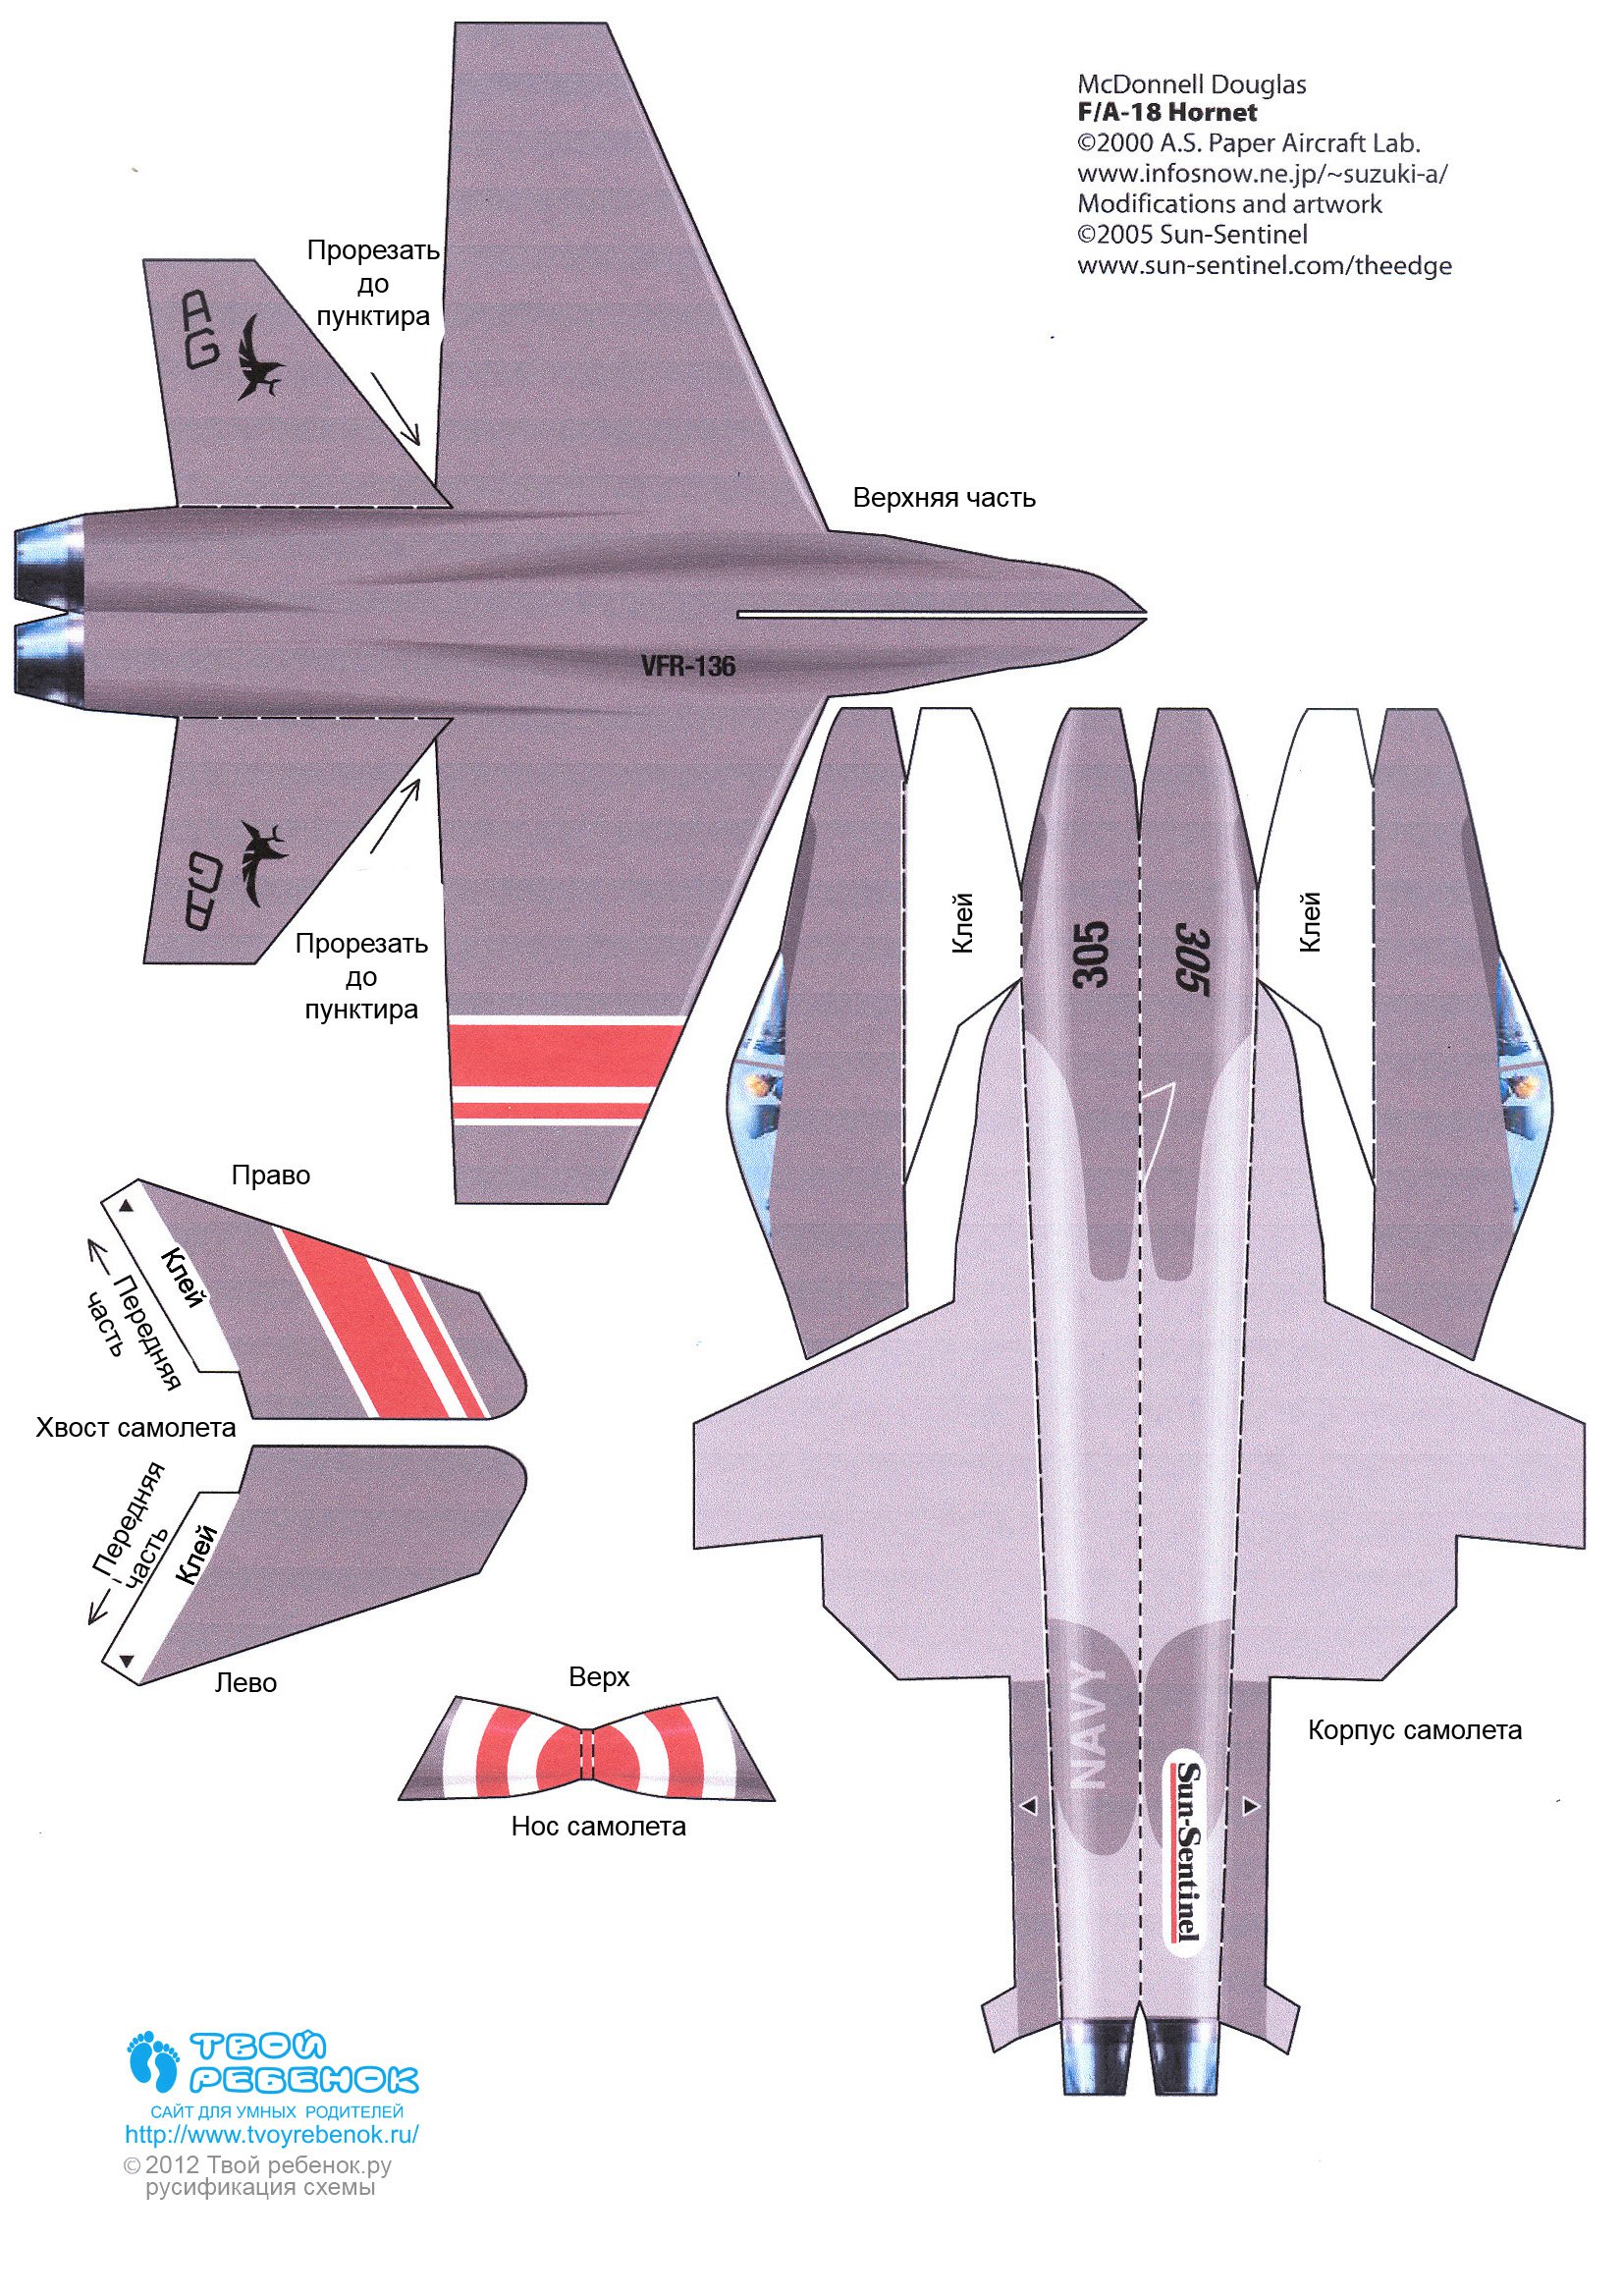 McDonnell Douglas
F/A-18 Hornet
©2000 A.S. Paper Aircraft Lab.
www.infosnow.ne.jp/~suzuki-a/
Modifications and artwork
©2005 Sun-Sentinel
www.sun-sentinel.com/theedge
Прорезать
до
пунктира
AG
Верхняя часть
VFR-136
AG
Прорезать
до
пунктира
Клей
305
305
Клей
Право
Клей
Передняя
часть
Хвост самолета
Передняя
часть
Клей
Лево
Верх
Нос самолета
NAVY
Sun-Sentinel
Корпус самолета
ТВОЙ
РЕБЕНОК
САЙТ ДЛЯ УМНЫХ РОДИТЕЛЕЙ
http://www.tvoyrebenok.ru/
© 2012 Твой ребенок.ру
русификация схемы